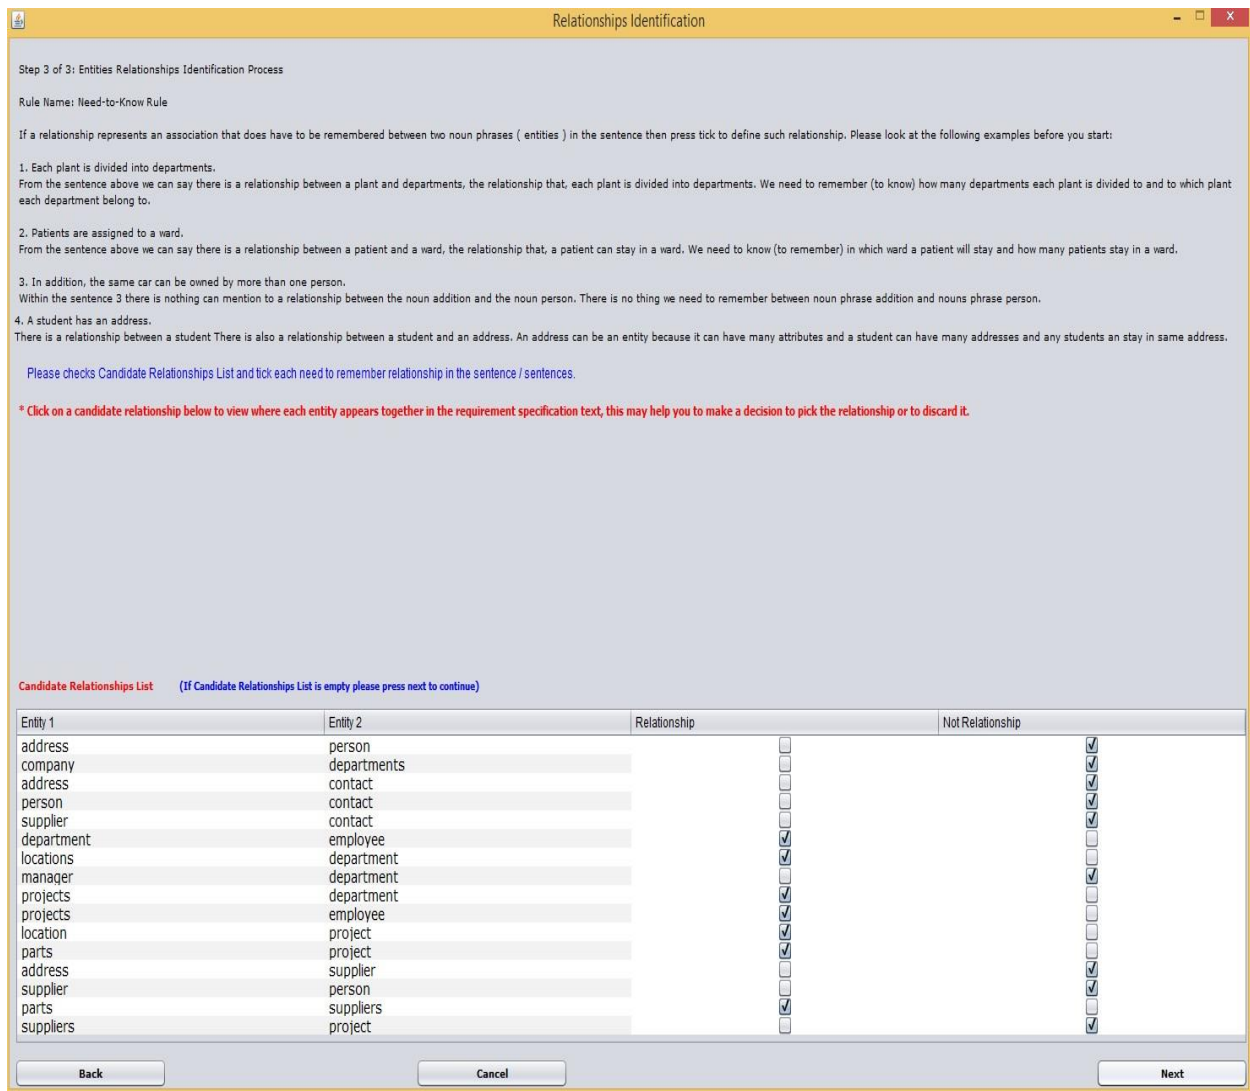 Relationships Identification
Step 3 of 3: Entities Relationships Identification Process
Rule Name: Need-to-Know Rule
If a relationship represents an association that does have to be remembered between two noun phrases ( entities ) in the sentence then press tick to define such relationship. Please look at the following examples before you start:
1. Each plant is divided into departments.
From the sentence above we can say there is a relationship between a plant and departments, the relationship that, each plant is divided into departments. We need to remember (to know) how many departments each plant is divided to and to which plant
each department belong to.
2. Patients are assigned to a ward.
From the sentence above we can say there is a relationship between a patient and a ward, the relationship that, a patient can stay in a ward. We need to know (to remember) in which ward a patient will stay and how many patients stay in a ward.
3. In addition, the same car can be owned by more than one person.
Within the sentence 3 there is nothing can mention to a relationship between the noun addition and the noun person. There is no thing we need to remember between noun phrase addition and nouns phrase person.
4. A student has an address.
There is a relationship between a student There is also a relationship between a student and an address. An address can be an entity because it can have many attributes and a student can have many addresses and any students an stay in same address.
Please checks Candidate Relationships List and tick each need to remember relationship in the sentence / sentences.
* Click on a candidate relationship below to view where each entity appears together in the requirement specification text, this may help you to make a decision to pick the relationship or to discard it.
Candidate Relationships List (If Candidate Relationships List is empty please press next to continue)
Entity 1 Entity 2 Relationship Not Relationship
address person
company departments
address contact
person contact
supplier contact
department employee
locations department
manager department
projects department
projects employee
location project
parts project
address supplier
supplier person
parts suppliers
suppliers project
Back Cancel Next